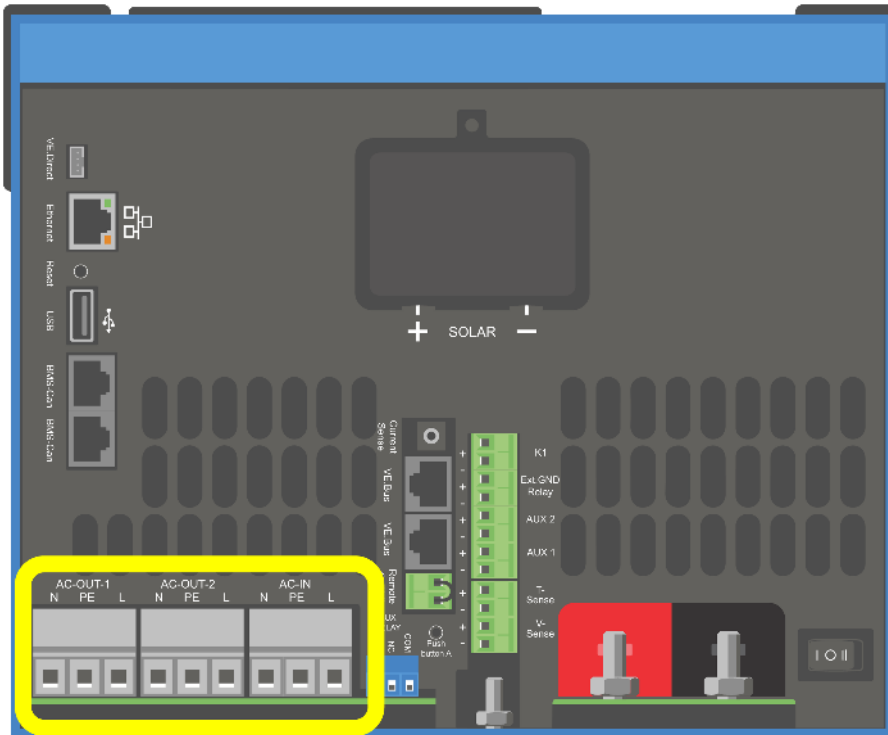 VE.Direct
Ethernet
Reset
USB
BMS-Can
BMS-Can
+ SOLAR −
Current
Sense
VE.Bus
VE.Bus
Remote
Push
button A
NC
COM
+
-
+
-
+
-
+
-
+
-
+
-
K1
Ext.GND
Relay
AUX 2
AUX 1
T-
Sense
V-
Sense
AC-OUT-1
N PE L
AC-OUT-2
N PE L
AC-IN
N PE L